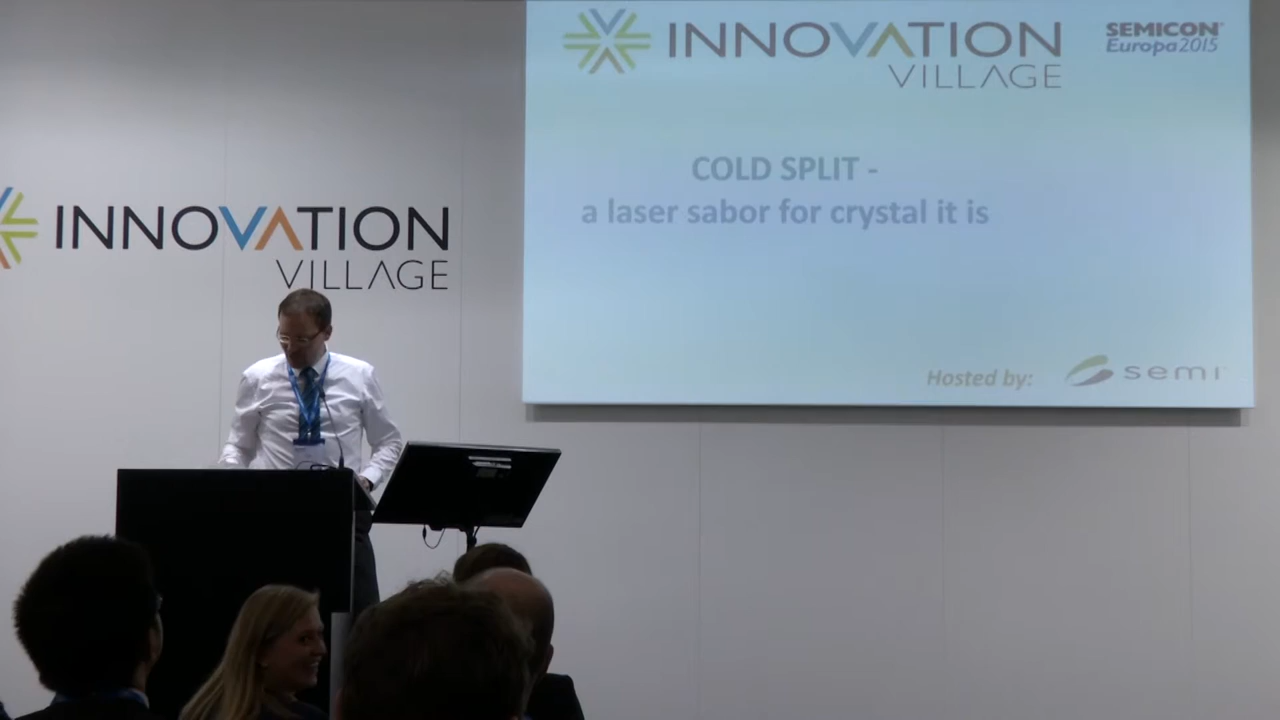 INNOVATION
VILLAGE
INNOVATION
VILLAGE
SEMICON
Europa2015
COLD SPLIT -
a laser sabor for crystal it is
Hosted by:
semi